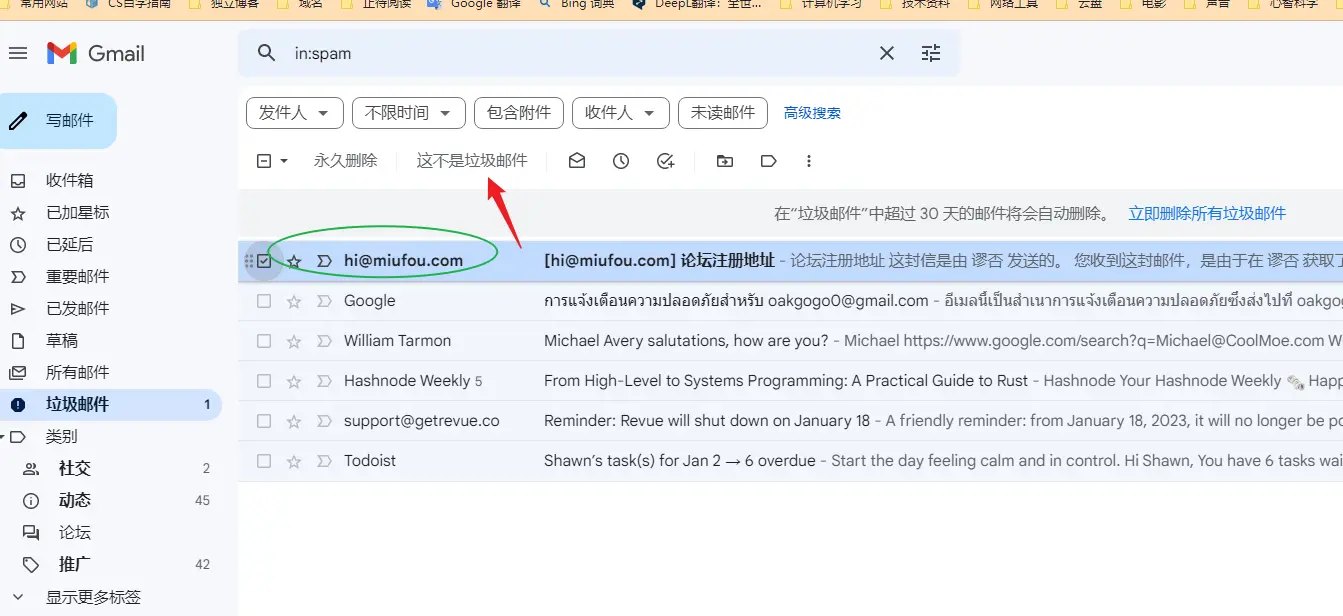 常用网站 CS自学指南 独立博客 域名 止待阅读 Google 翻译 Bing 词典 DeepL翻译：全世... 计算机学习 技术资料 网络工具 云盘 电影 声音 心智科学
Gmail
in:spam
写邮件
发件人 不限时间 包含附件 收件人 未读邮件 高级搜索
永久删除 这不是垃圾邮件
在“垃圾邮件”中超过 30 天的邮件将会自动删除。 立即删除所有垃圾邮件
收件箱
已加星标
已延后
重要邮件
已发邮件
草稿
所有邮件
垃圾邮件 1
类别
社交 2
动态 45
论坛
推广 42
显示更多标签
hi@miufou.com [hi@miufou.com] 论坛注册地址 - 论坛注册地址 这封信是由 谬否 发送的。 您收到这封邮件，是由于在 谬否 获取了
Google การแจ้งเตือนความปลอดภัยสำหรับ oakgogo0@gmail.com - อีเมลนี้เป็นสำเนาการแจ้งเตือนความปลอดภัยซึ่งส่งไปที่ oakgo
William Tarmon Michael Avery salutations, how are you? - Michael https://www.google.com/search?q=Michael@CoolMoe.com W
Hashnode Weekly 5 From High-Level to Systems Programming: A Practical Guide to Rust - Hashnode Your Hashnode Weekly 🗞️ Happ
support@getrevue.co Reminder: Revue will shut down on January 18 - A friendly reminder: from January 18, 2023, it will no longer be po
Todoist Shawn’s task(s) for Jan 2 → 6 overdue - Start the day feeling calm and in control. Hi Shawn, You have 6 tasks wai